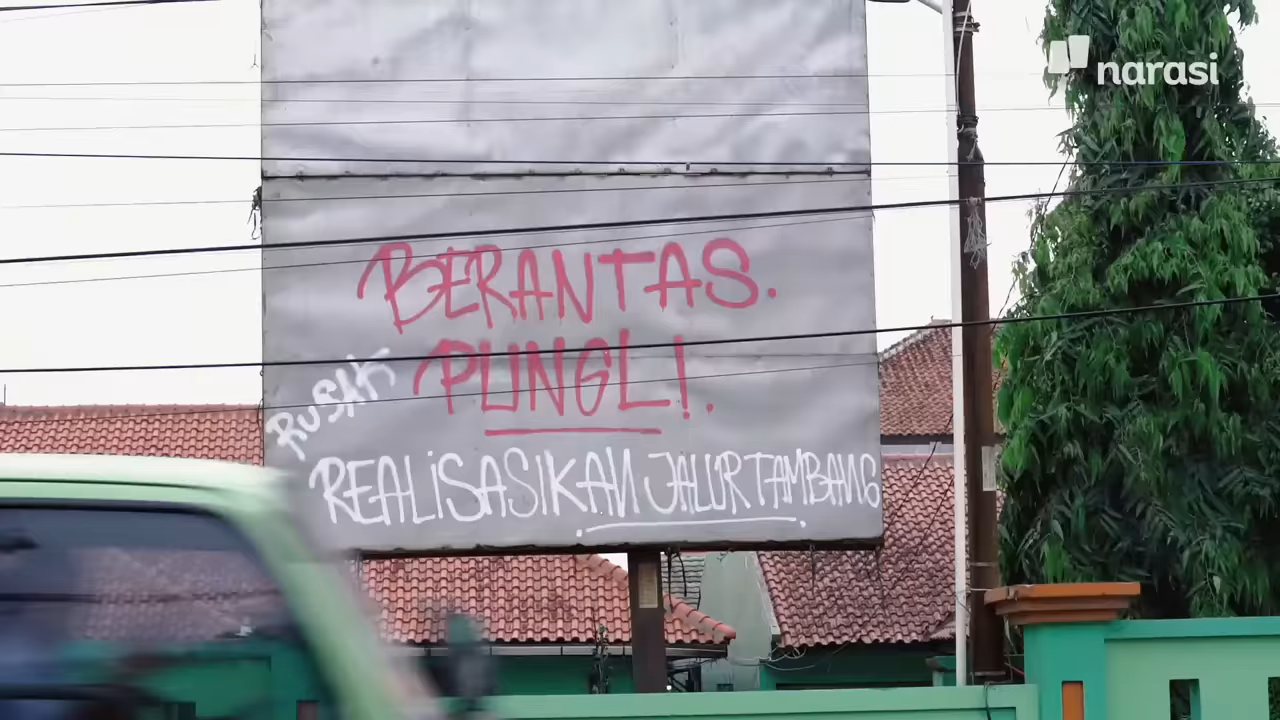 narasi
BERANTAS.
PUNGLI.
RUSAK
REALiSASIKAN JALUR TAMBANG